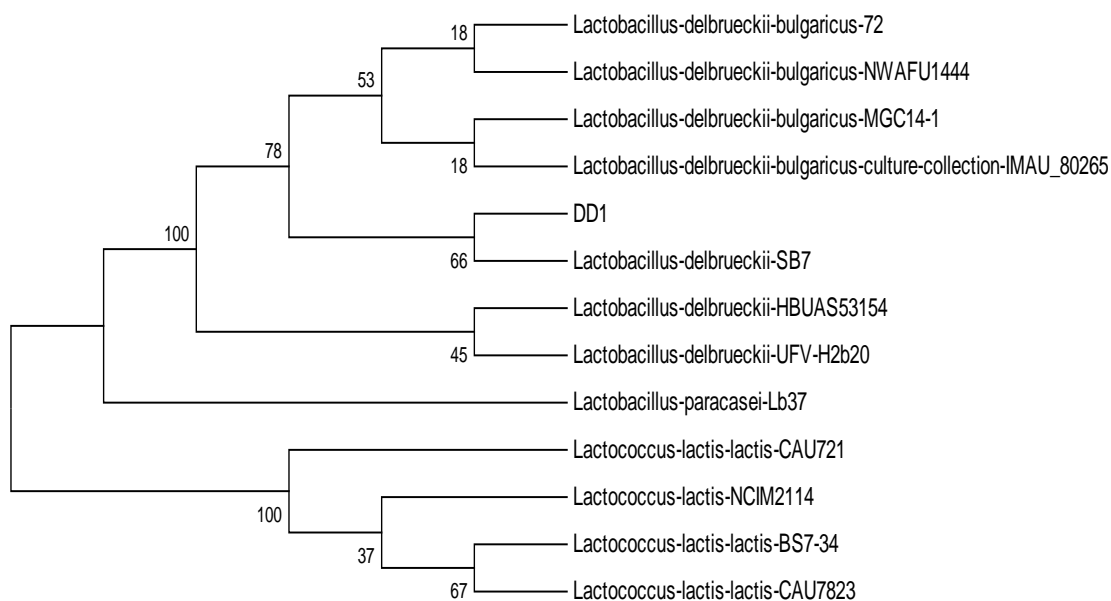 Lactobacillus-delbrueckii-bulgaricus-72
18
Lactobacillus-delbrueckii-bulgaricus-NWAFU1444
53
Lactobacillus-delbrueckii-bulgaricus-MGC14-1
78
18
Lactobacillus-delbrueckii-bulgaricus-culture-collection-IMAU_80265
DD1
100
66
Lactobacillus-delbrueckii-SB7
Lactobacillus-delbrueckii-HBUAS53154
45
Lactobacillus-delbrueckii-UFV-H2b20
Lactobacillus-paracasei-Lb37
Lactococcus-lactis-lactis-CAU721
100
Lactococcus-lactis-NCIM2114
37
Lactococcus-lactis-lactis-BS7-34
67
Lactococcus-lactis-lactis-CAU7823